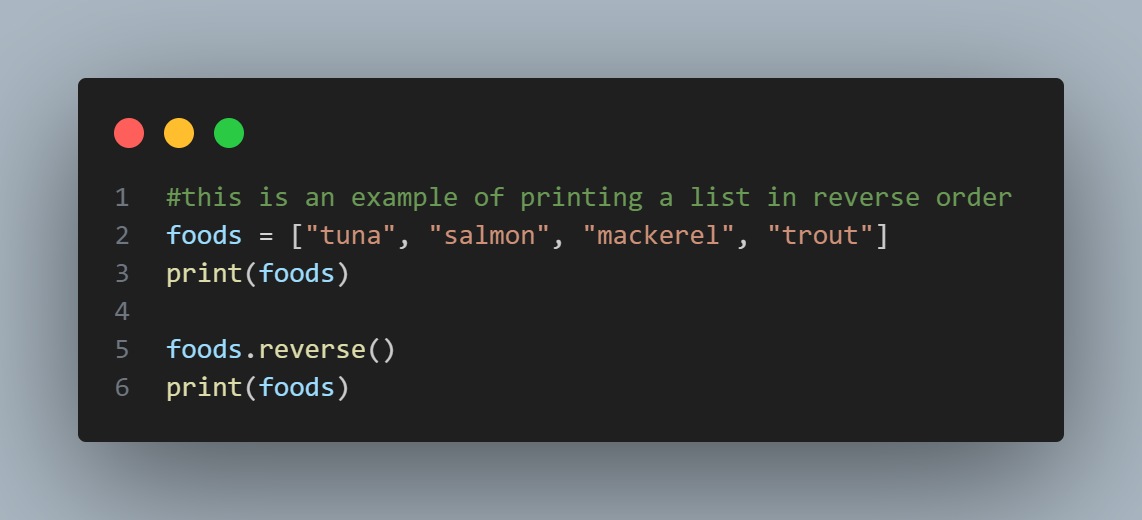 1 #this is an example of printing a list in reverse order
2 foods = ["tuna", "salmon", "mackerel", "trout"]
3 print(foods)
4
5 foods.reverse()
6 print(foods)